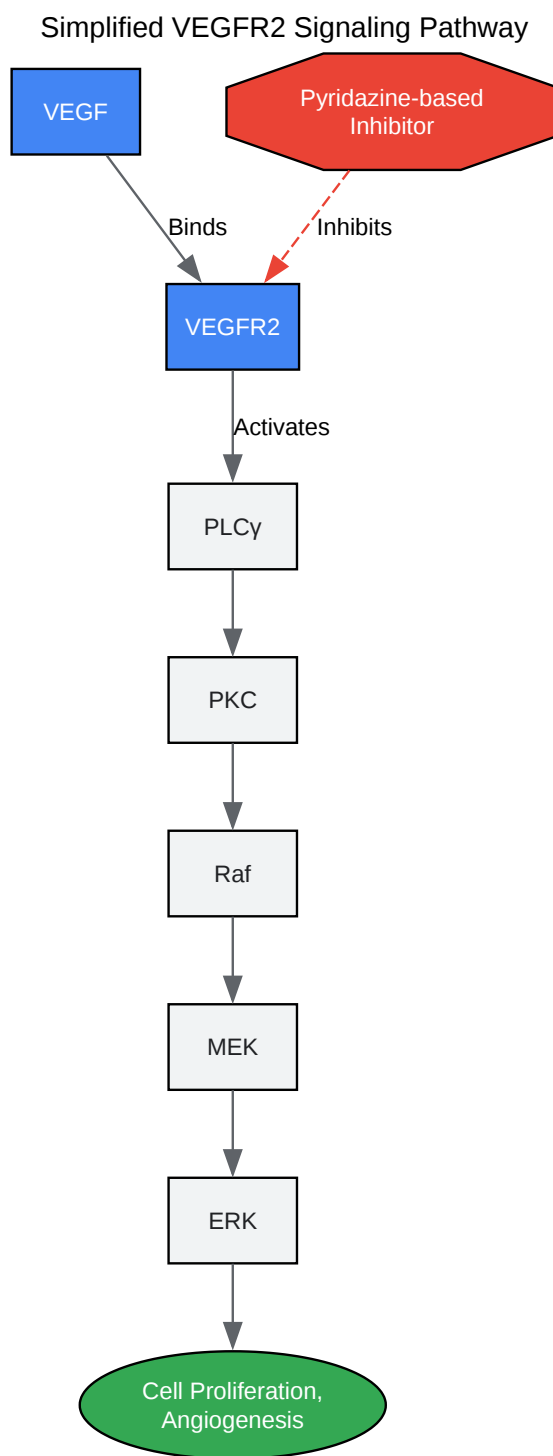 Simplified VEGFR2 Signaling Pathway
VEGF
Pyridazine-based
Inhibitor
Binds
Inhibits
VEGFR2
Activates
PLCγ
PKC
Raf
MEK
ERK
Cell Proliferation,
Angiogenesis